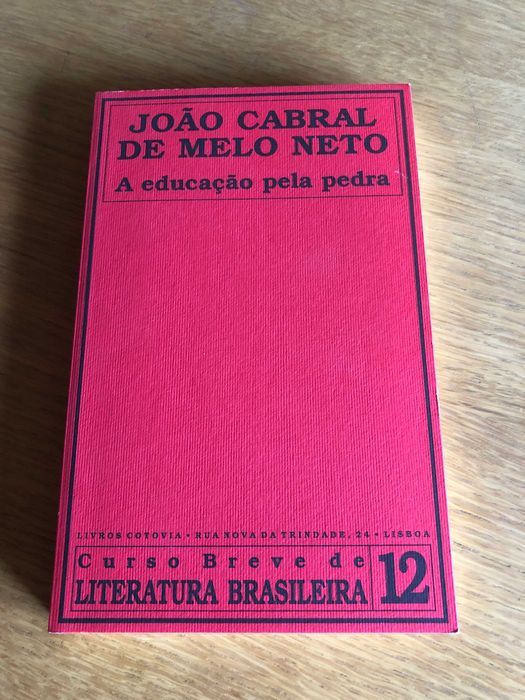 JOÃO CABRAL
DE MELO NETO
A educação pela pedra
LIVROS COTOVIA • RUA NOVA DA TRINDADE, 24 • LISBOA
Curso Breve de
LITERATURA BRASILEIRA 12